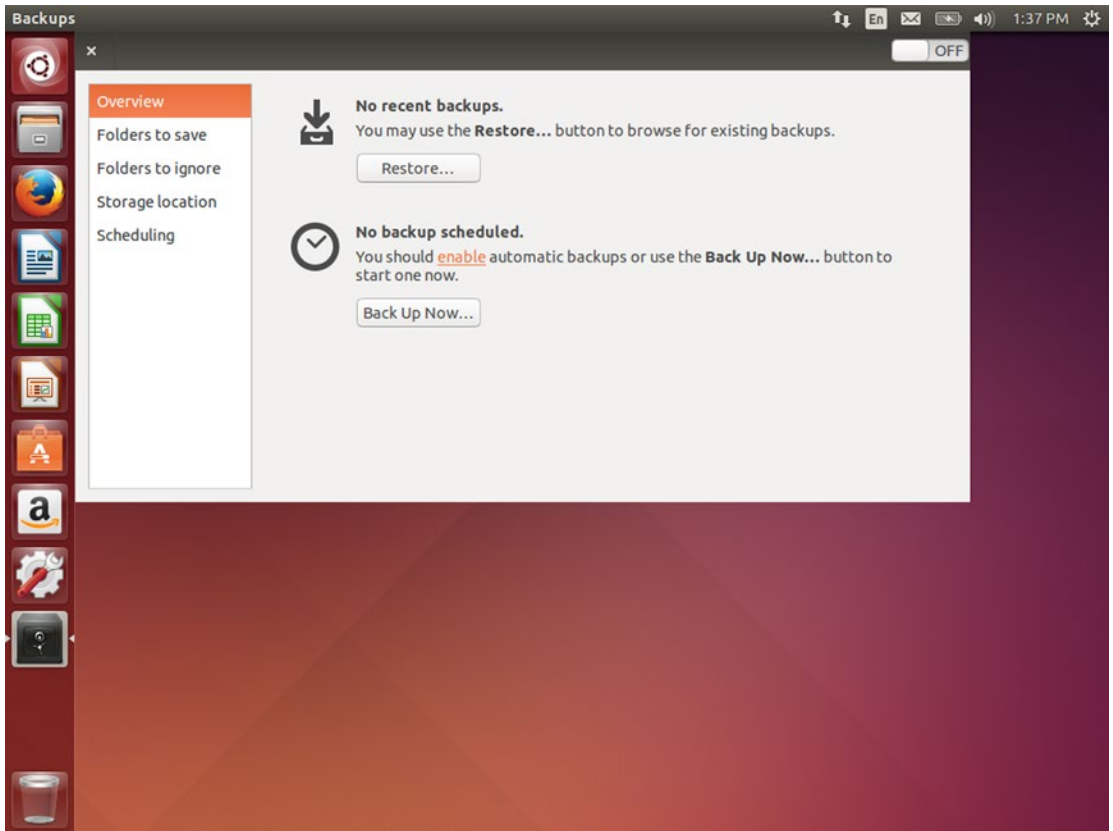 Backups
En
1:37 PM
×
OFF
Overview
Folders to save
Folders to ignore
Storage location
Scheduling
No recent backups.
You may use the Restore... button to browse for existing backups.
Restore...
No backup scheduled.
You should enable automatic backups or use the Back Up Now... button to
start one now.
Back Up Now...
a